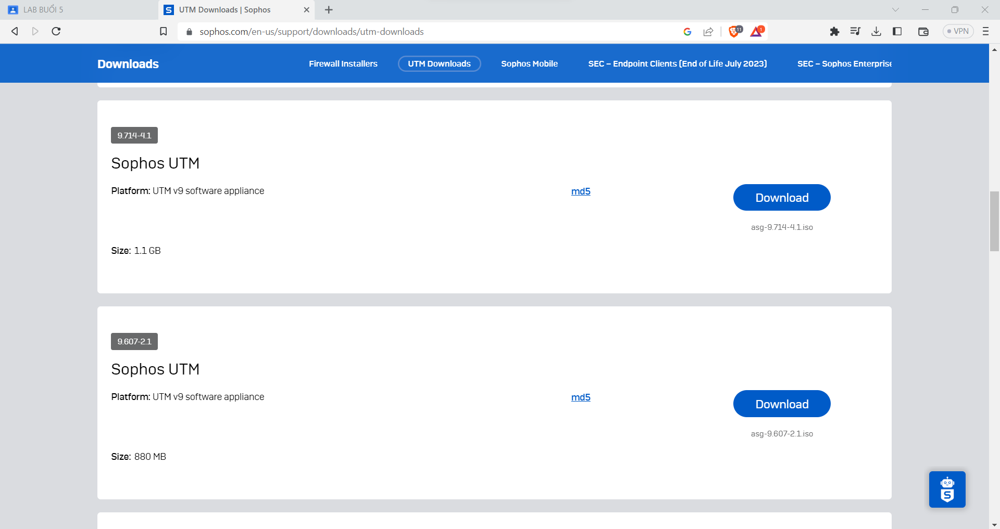 LAB BUỔI 5
UTM Downloads | Sophos
sophos.com/en-us/support/downloads/utm-downloads
11
1
VPN
Downloads
Firewall Installers
UTM Downloads
Sophos Mobile
SEC – Endpoint Clients (End of Life July 2023)
SEC – Sophos Enterprise
9.714-4.1
Sophos UTM
Platform: UTM v9 software appliance
md5
Download
asg-9.714-4.1.iso
Size: 1.1 GB
9.607-2.1
Sophos UTM
Platform: UTM v9 software appliance
md5
Download
asg-9.607-2.1.iso
Size: 880 MB